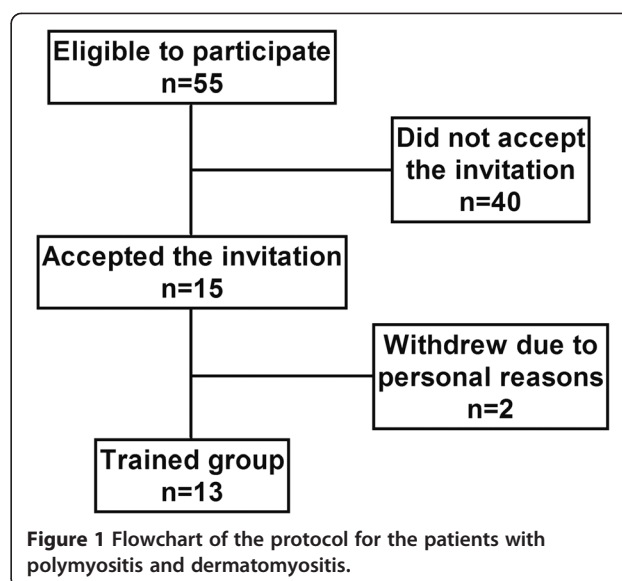 Eligible to participate
n=55
Did not accept
the invitation
n=40
Accepted the invitation
n=15
Withdrew due to
personal reasons
n=2
Trained group
n=13
Figure 1 Flowchart of the protocol for the patients with
polymyositis and dermatomyositis.